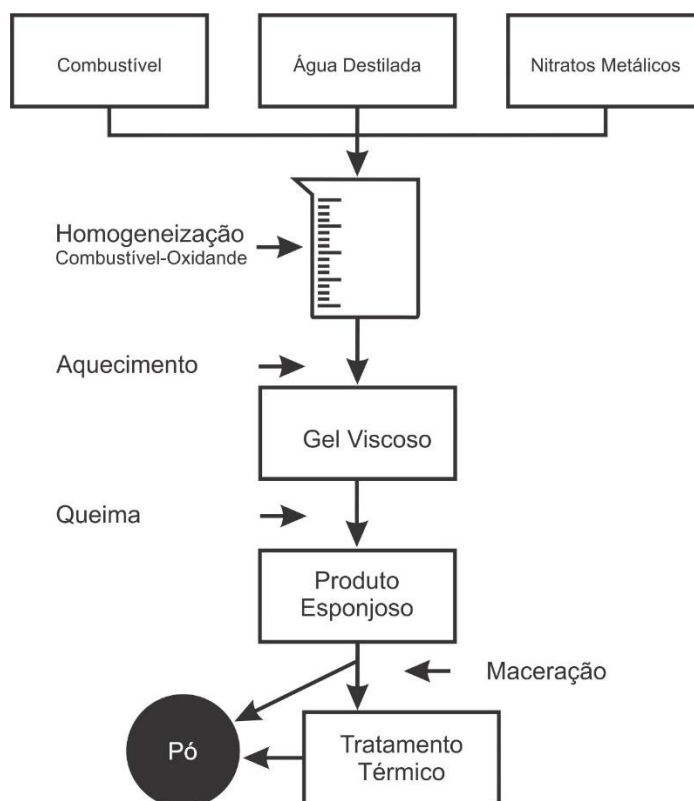 Combustível
Água Destilada
Nitratos Metálicos
Homogeneização
Combustível-Oxidande
Aquecimento
Gel Viscoso
Queima
Produto
Esponjoso
Maceração
Pó
Tratamento
Térmico